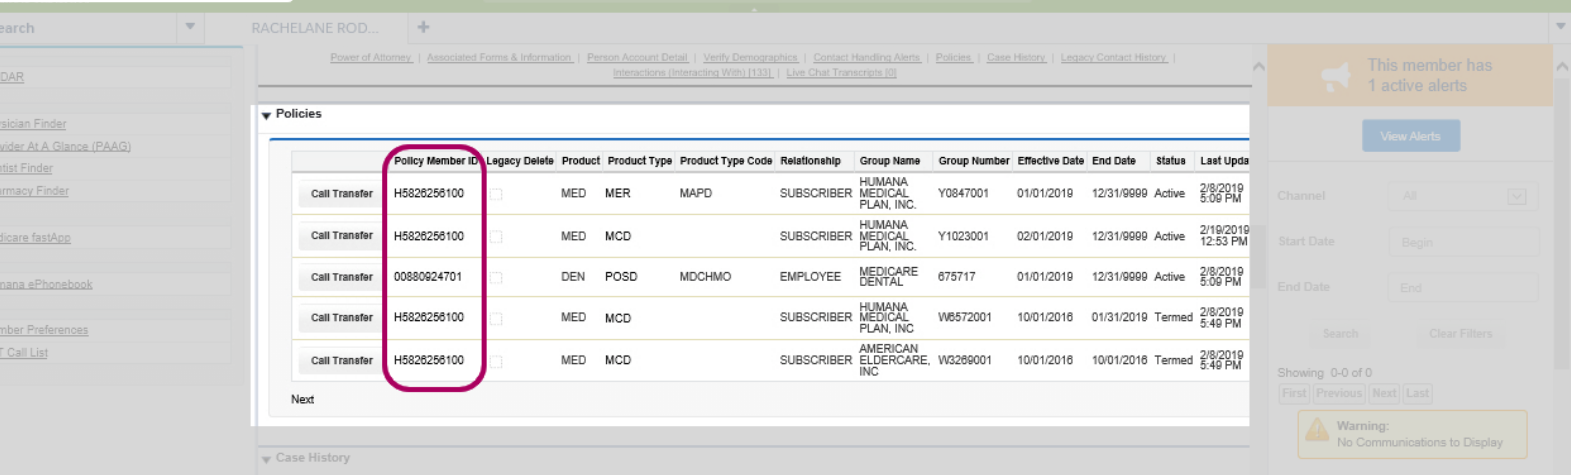 earch
RACHELANE ROD...
Power of Attorney | Associated Forms & Information | Person Account Detail | Verify Demographics | Contact Handling Alerts | Policies | Case History | Legacy Contact History |
Interactions (Interacting With) [133] | Live Chat Transcripts [0]
This member has
1 active alerts
View Alerts
DAR
sician Finder
vider At A Glance (PAAG)
tist Finder
rmacy Finder
dicare fastApp
mana ePhonebook
mber Preferences
T Call List
Policies
Policy Member ID Legacy Delete Product Product Type Product Type Code Relationship Group Name Group Number Effective Date End Date Status Last Upda
Call Transfer H5826256100 MED MER MAPD SUBSCRIBER HUMANA MEDICAL PLAN, INC. Y0847001 01/01/2019 12/31/9999 Active 2/8/2019 5:09 PM
Call Transfer H5826256100 MED MCD SUBSCRIBER HUMANA MEDICAL PLAN, INC. Y1023001 02/01/2019 12/31/9999 Active 2/19/2019 12:53 PM
Call Transfer 00880924701 DEN POSD MDCHMO EMPLOYEE MEDICARE DENTAL 675717 01/01/2019 12/31/9999 Active 2/8/2019 5:09 PM
Call Transfer H5826256100 MED MCD SUBSCRIBER HUMANA MEDICAL PLAN, INC W6572001 10/01/2016 01/31/2019 Termed 2/8/2019 5:49 PM
Call Transfer H5826256100 MED MCD SUBSCRIBER AMERICAN ELDERCARE, INC W3269001 10/01/2016 10/01/2016 Termed 2/8/2019 5:49 PM
Next
Case History
Channel All
Start Date Begin
End Date End
Search Clear Filters
Showing 0-0 of 0
First Previous Next Last
Warning:
No Communications to Display